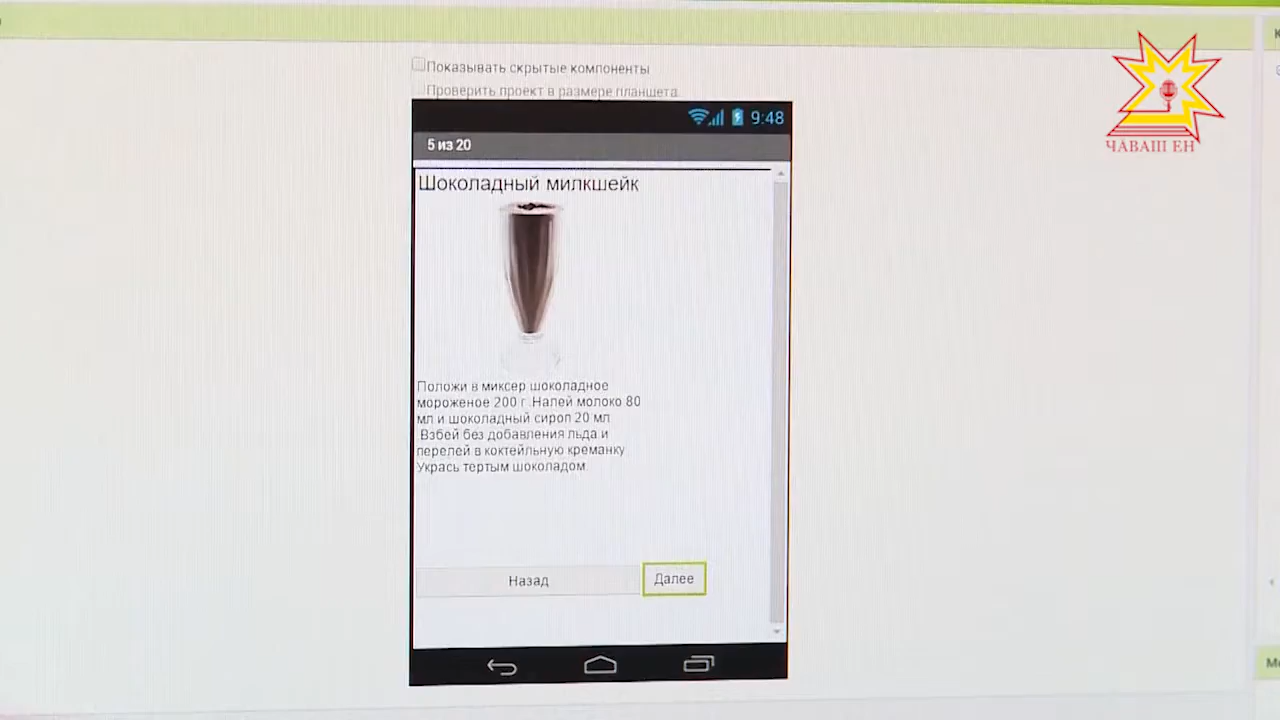 Показывать скрытые компоненты
Проверить проект в размере планшета
9:48
5 из 20
Шоколадный милкшейк
Положи в миксер шоколадное
мороженое 200 г .Налей молоко 80
мл и шоколадный сироп 20 мл
.Взбей без добавления льда и
перелей в коктейльную креманку.
Укрась тертым шоколадом.
Назад
Далее
ЧӐВАШ ЕН